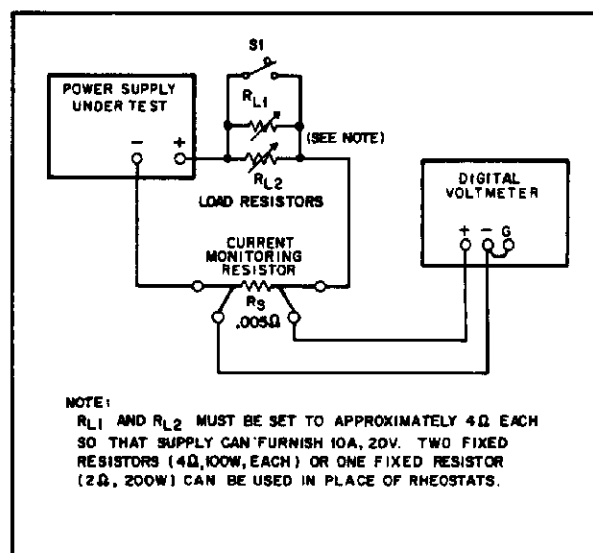 S1
POWER SUPPLY
UNDER TEST
RL1
(SEE NOTE)
- +
RL2
LOAD RESISTORS
DIGITAL
VOLTMETER
+ - G
CURRENT
MONITORING
RESISTOR
RS
.005Ω
NOTE:
RL1 AND RL2 MUST BE SET TO APPROXIMATELY 4Ω EACH
SO THAT SUPPLY CAN FURNISH 10A, 20V. TWO FIXED
RESISTORS (4Ω,100W, EACH) OR ONE FIXED RESISTOR
(2Ω, 200W) CAN BE USED IN PLACE OF RHEOSTATS.